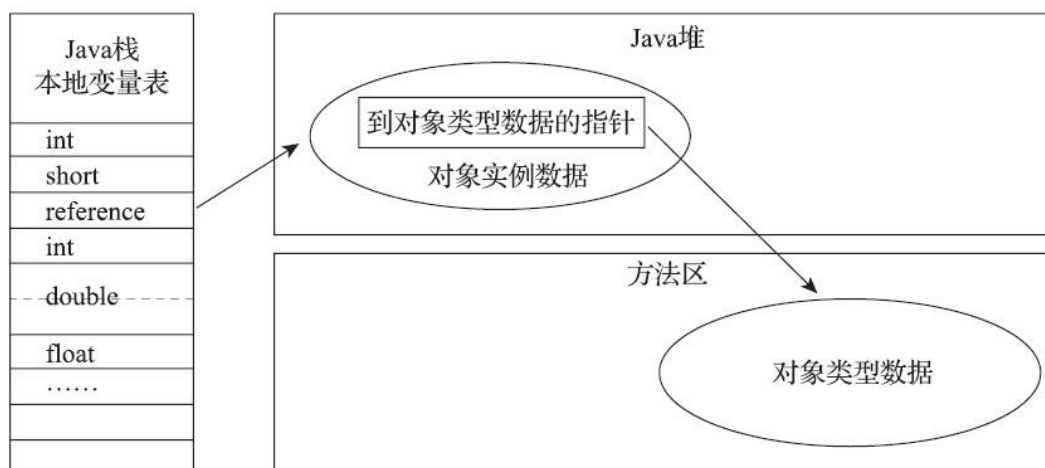 Java栈
本地变量表
int
short
reference
int
double
float
……
Java堆
到对象类型数据的指针
对象实例数据
方法区
对象类型数据